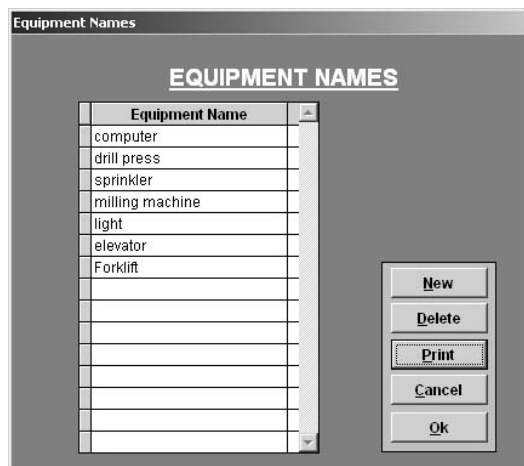 Equipment Names
EQUIPMENT NAMES
Equipment Name
computer
drill press
sprinkler
milling machine
light
elevator
Forklift
New
Delete
Print
Cancel
Ok